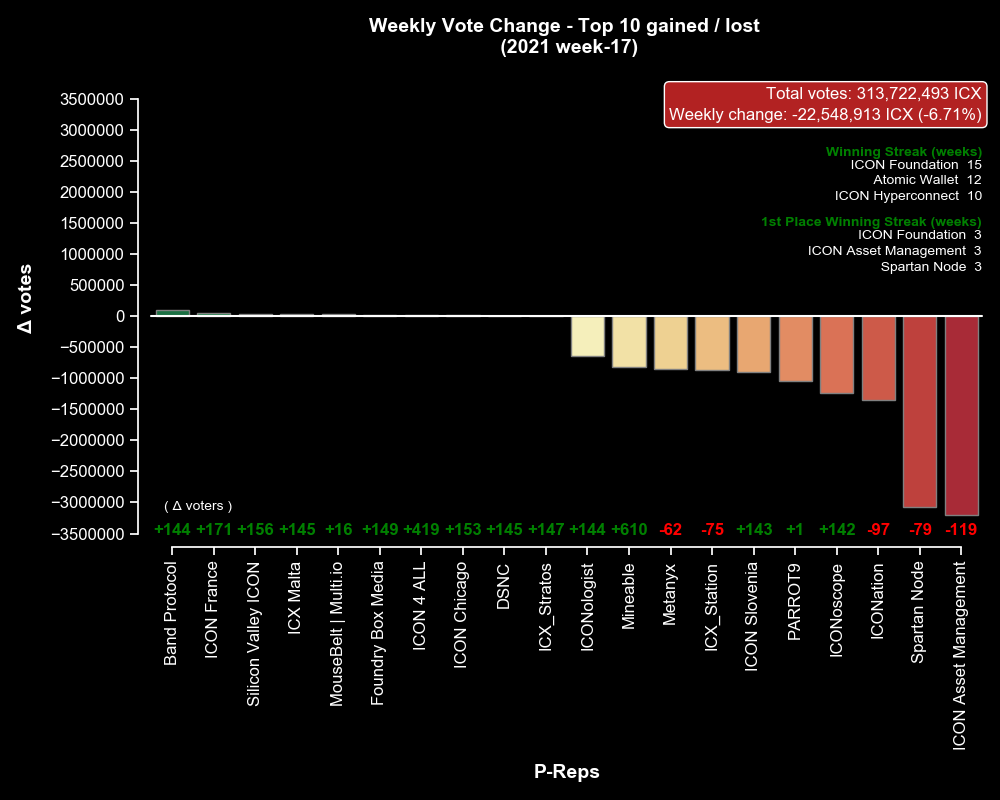 Weekly Vote Change - Top 10 gained / lost
(2021 week-17)
Total votes: 313,722,493 ICX
Weekly change: -22,548,913 ICX (-6.71%)
Winning Streak (weeks)
ICON Foundation 15
Atomic Wallet 12
ICON Hyperconnect 10
1st Place Winning Streak (weeks)
ICON Foundation 3
ICON Asset Management 3
Spartan Node 3
Δ votes
3500000
3000000
2500000
2000000
1500000
1000000
500000
0
−500000
−1000000
−1500000
−2000000
−2500000
−3000000
−3500000
( Δ voters )
+144 +171 +156 +145 +16 +149 +419 +153 +145 +147 +144 +610 -62 -75 +143 +1 +142 -97 -79 -119
Band Protocol
ICON France
Silicon Valley ICON
ICX Malta
MouseBelt | Multi.io
Foundry Box Media
ICON 4 ALL
ICON Chicago
DSNC
ICX_Stratos
ICONologist
Mineable
Metanyx
ICX_Station
ICON Slovenia
PARROT9
ICONoscope
ICONation
Spartan Node
ICON Asset Management
P-Reps